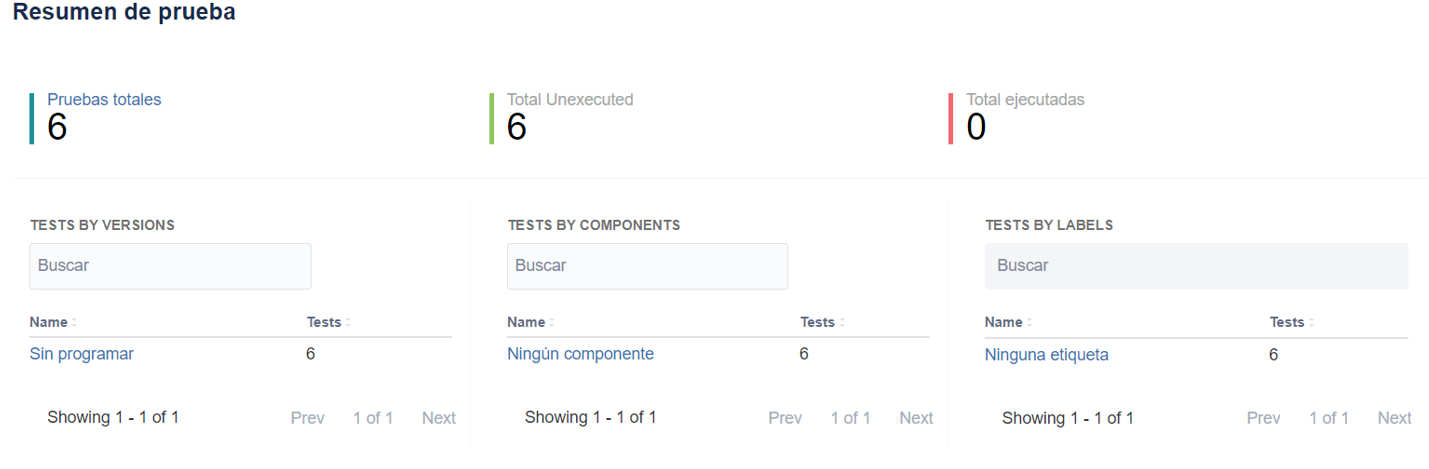 Resumen de prueba
Pruebas totales
6
Total Unexecuted
6
Total ejecutadas
0
TESTS BY VERSIONS
Buscar
Name Tests
Sin programar 6
Showing 1 - 1 of 1 Prev 1 of 1 Next
TESTS BY COMPONENTS
Buscar
Name Tests
Ningún componente 6
Showing 1 - 1 of 1 Prev 1 of 1 Next
TESTS BY LABELS
Buscar
Name Tests
Ninguna etiqueta 6
Showing 1 - 1 of 1 Prev 1 of 1 Next